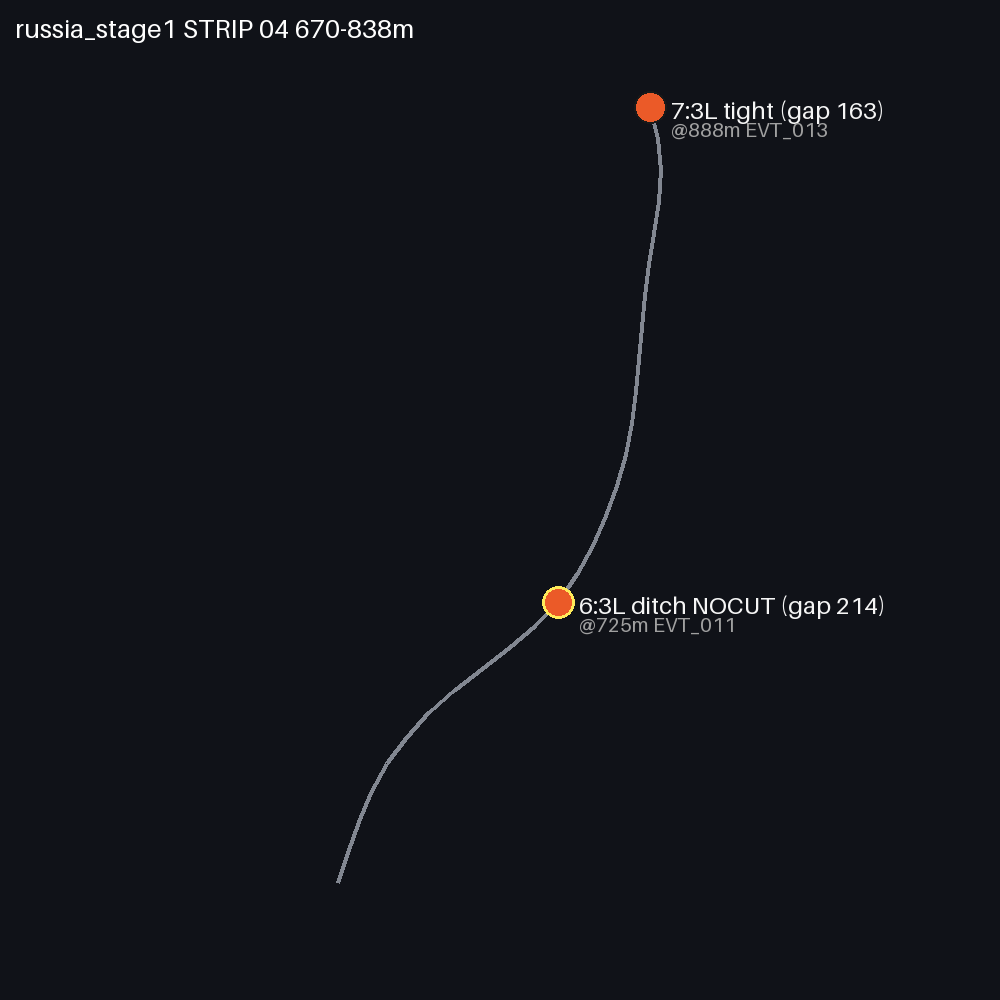 russia_stage1 STRIP 04 670-838m
7:3L tight (gap 163)
@888m EVT_013
6:3L ditch NOCUT (gap 214)
@725m EVT_011